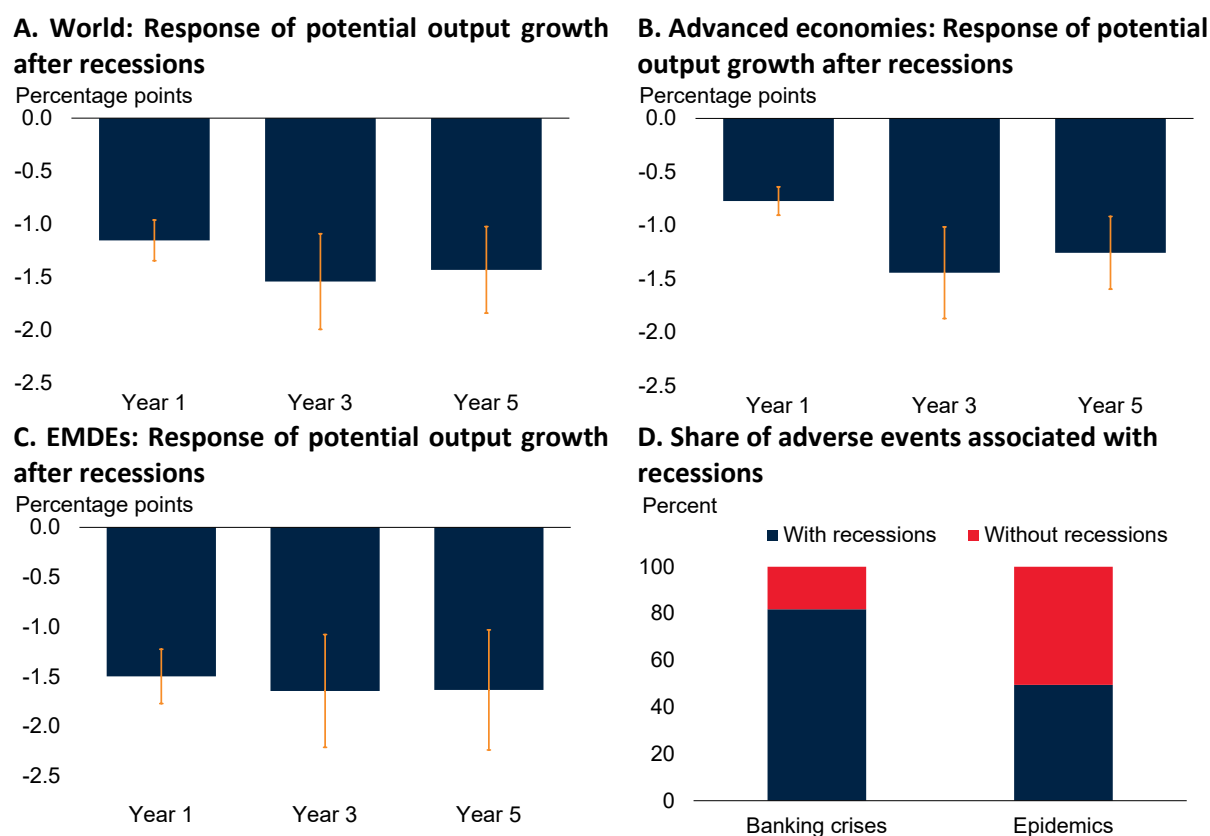 A. World: Response of potential output growth
after recessions
Percentage points
0.0
-0.5
-1.0
-1.5
-2.0
-2.5
Year 1 Year 3 Year 5
B. Advanced economies: Response of potential
output growth after recessions
Percentage points
0.0
-0.5
-1.0
-1.5
-2.0
-2.5
Year 1 Year 3 Year 5
C. EMDEs: Response of potential output growth
after recessions
Percentage points
0.0
-0.5
-1.0
-1.5
-2.0
-2.5
Year 1 Year 3 Year 5
D. Share of adverse events associated with
recessions
Percent
With recessions Without recessions
100
80
60
40
20
0
Banking crises Epidemics